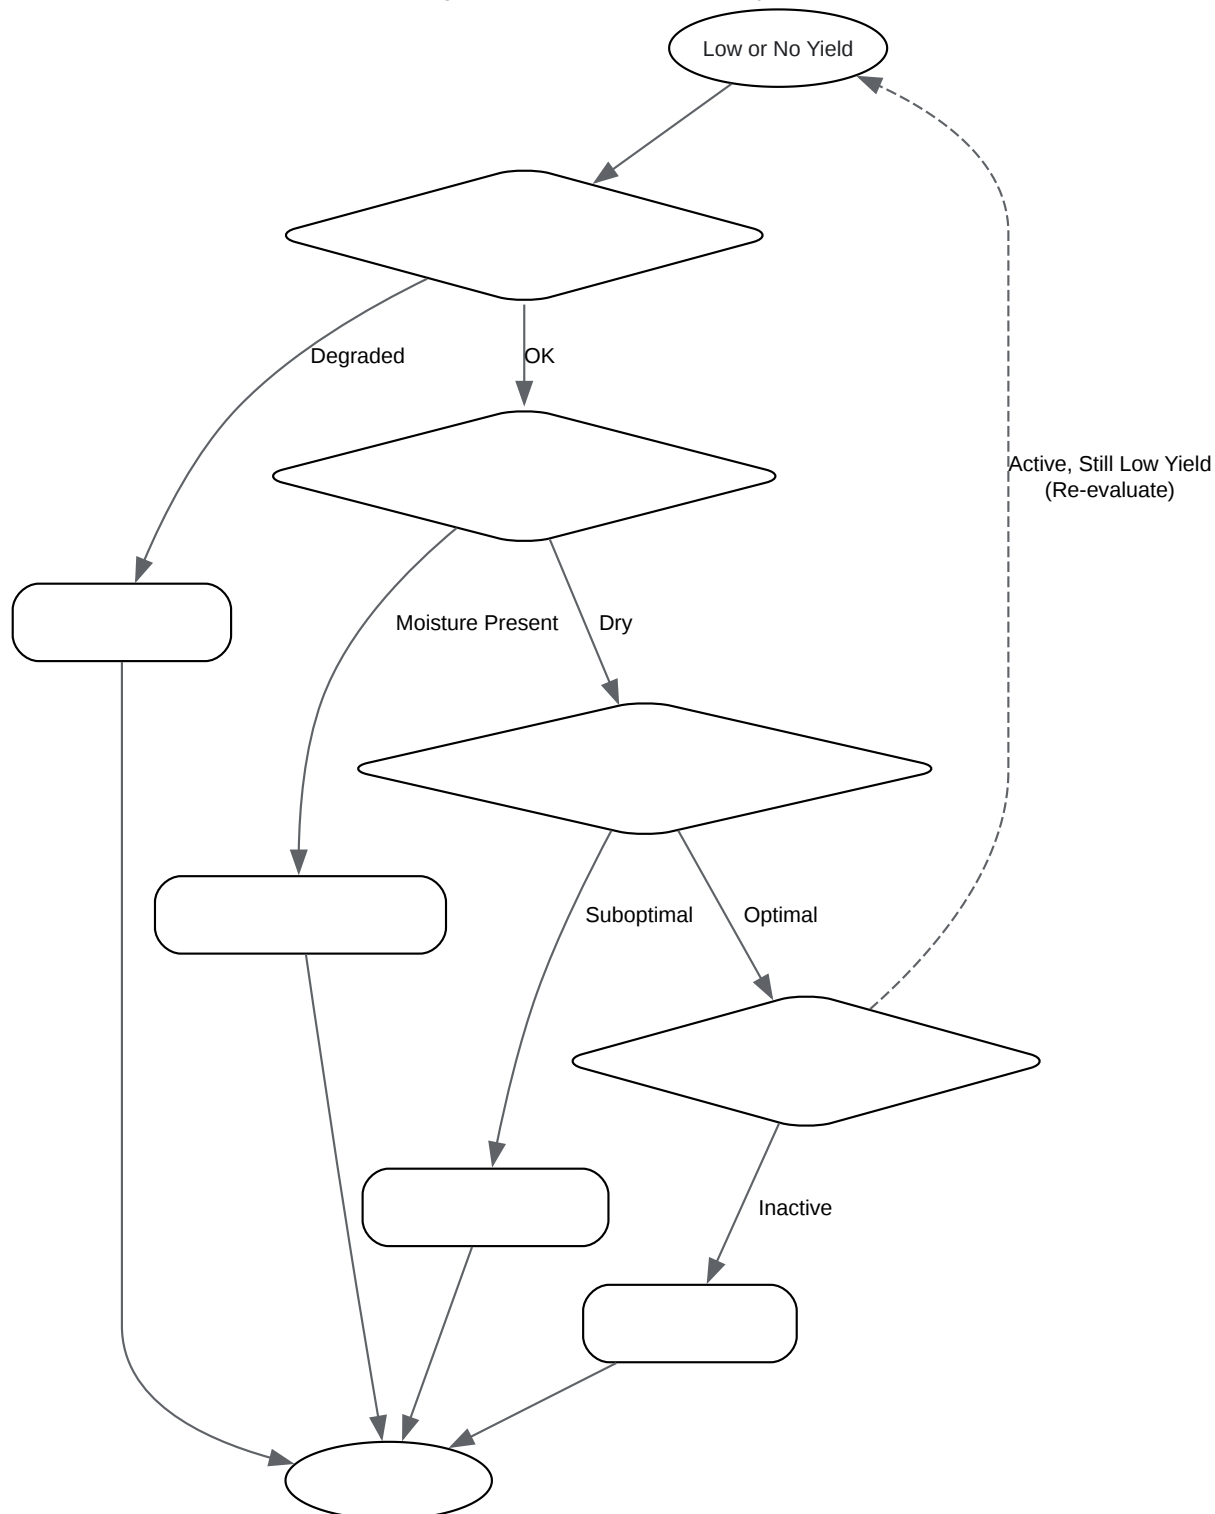 Low or No Yield
Degraded
OK
Active, Still Low Yield
(Re-evaluate)
Moisture Present
Dry
Suboptimal
Optimal
Inactive